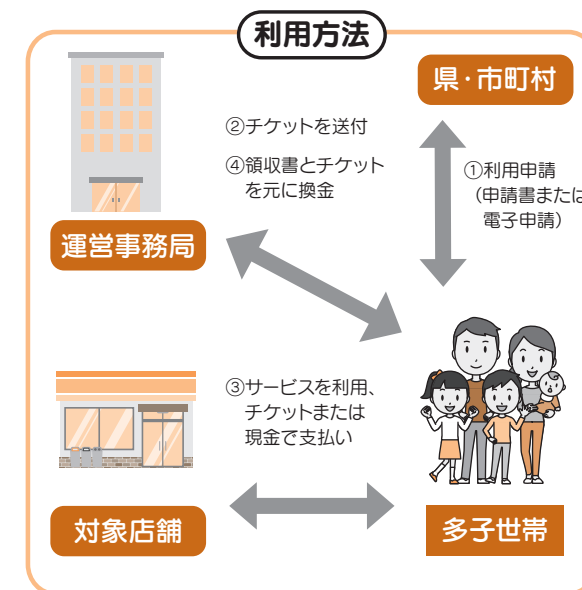 利用方法
県・市町村
②チケットを送付
④領収書とチケット
を元に換金
①利用申請
（申請書または
電子申請）
運営事務局
③サービスを利用、
チケットまたは
現金で支払い
対象店舗
多子世帯